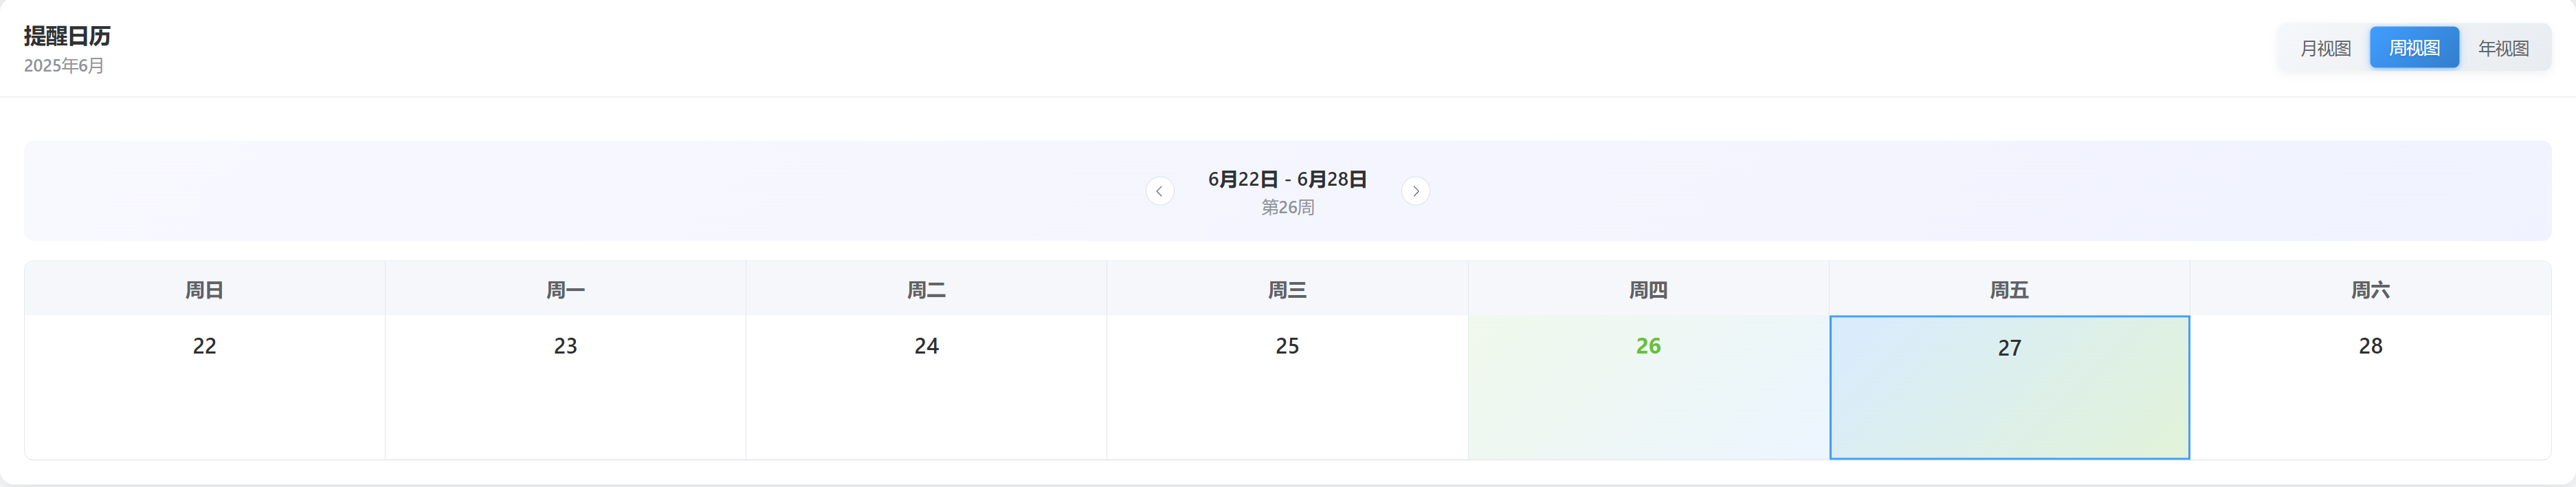 提醒日历
2025年6月
月视图 周视图 年视图
6月22日 - 6月28日
第26周
周日 周一 周二 周三 周四 周五 周六
22 23 24 25 26 27 28